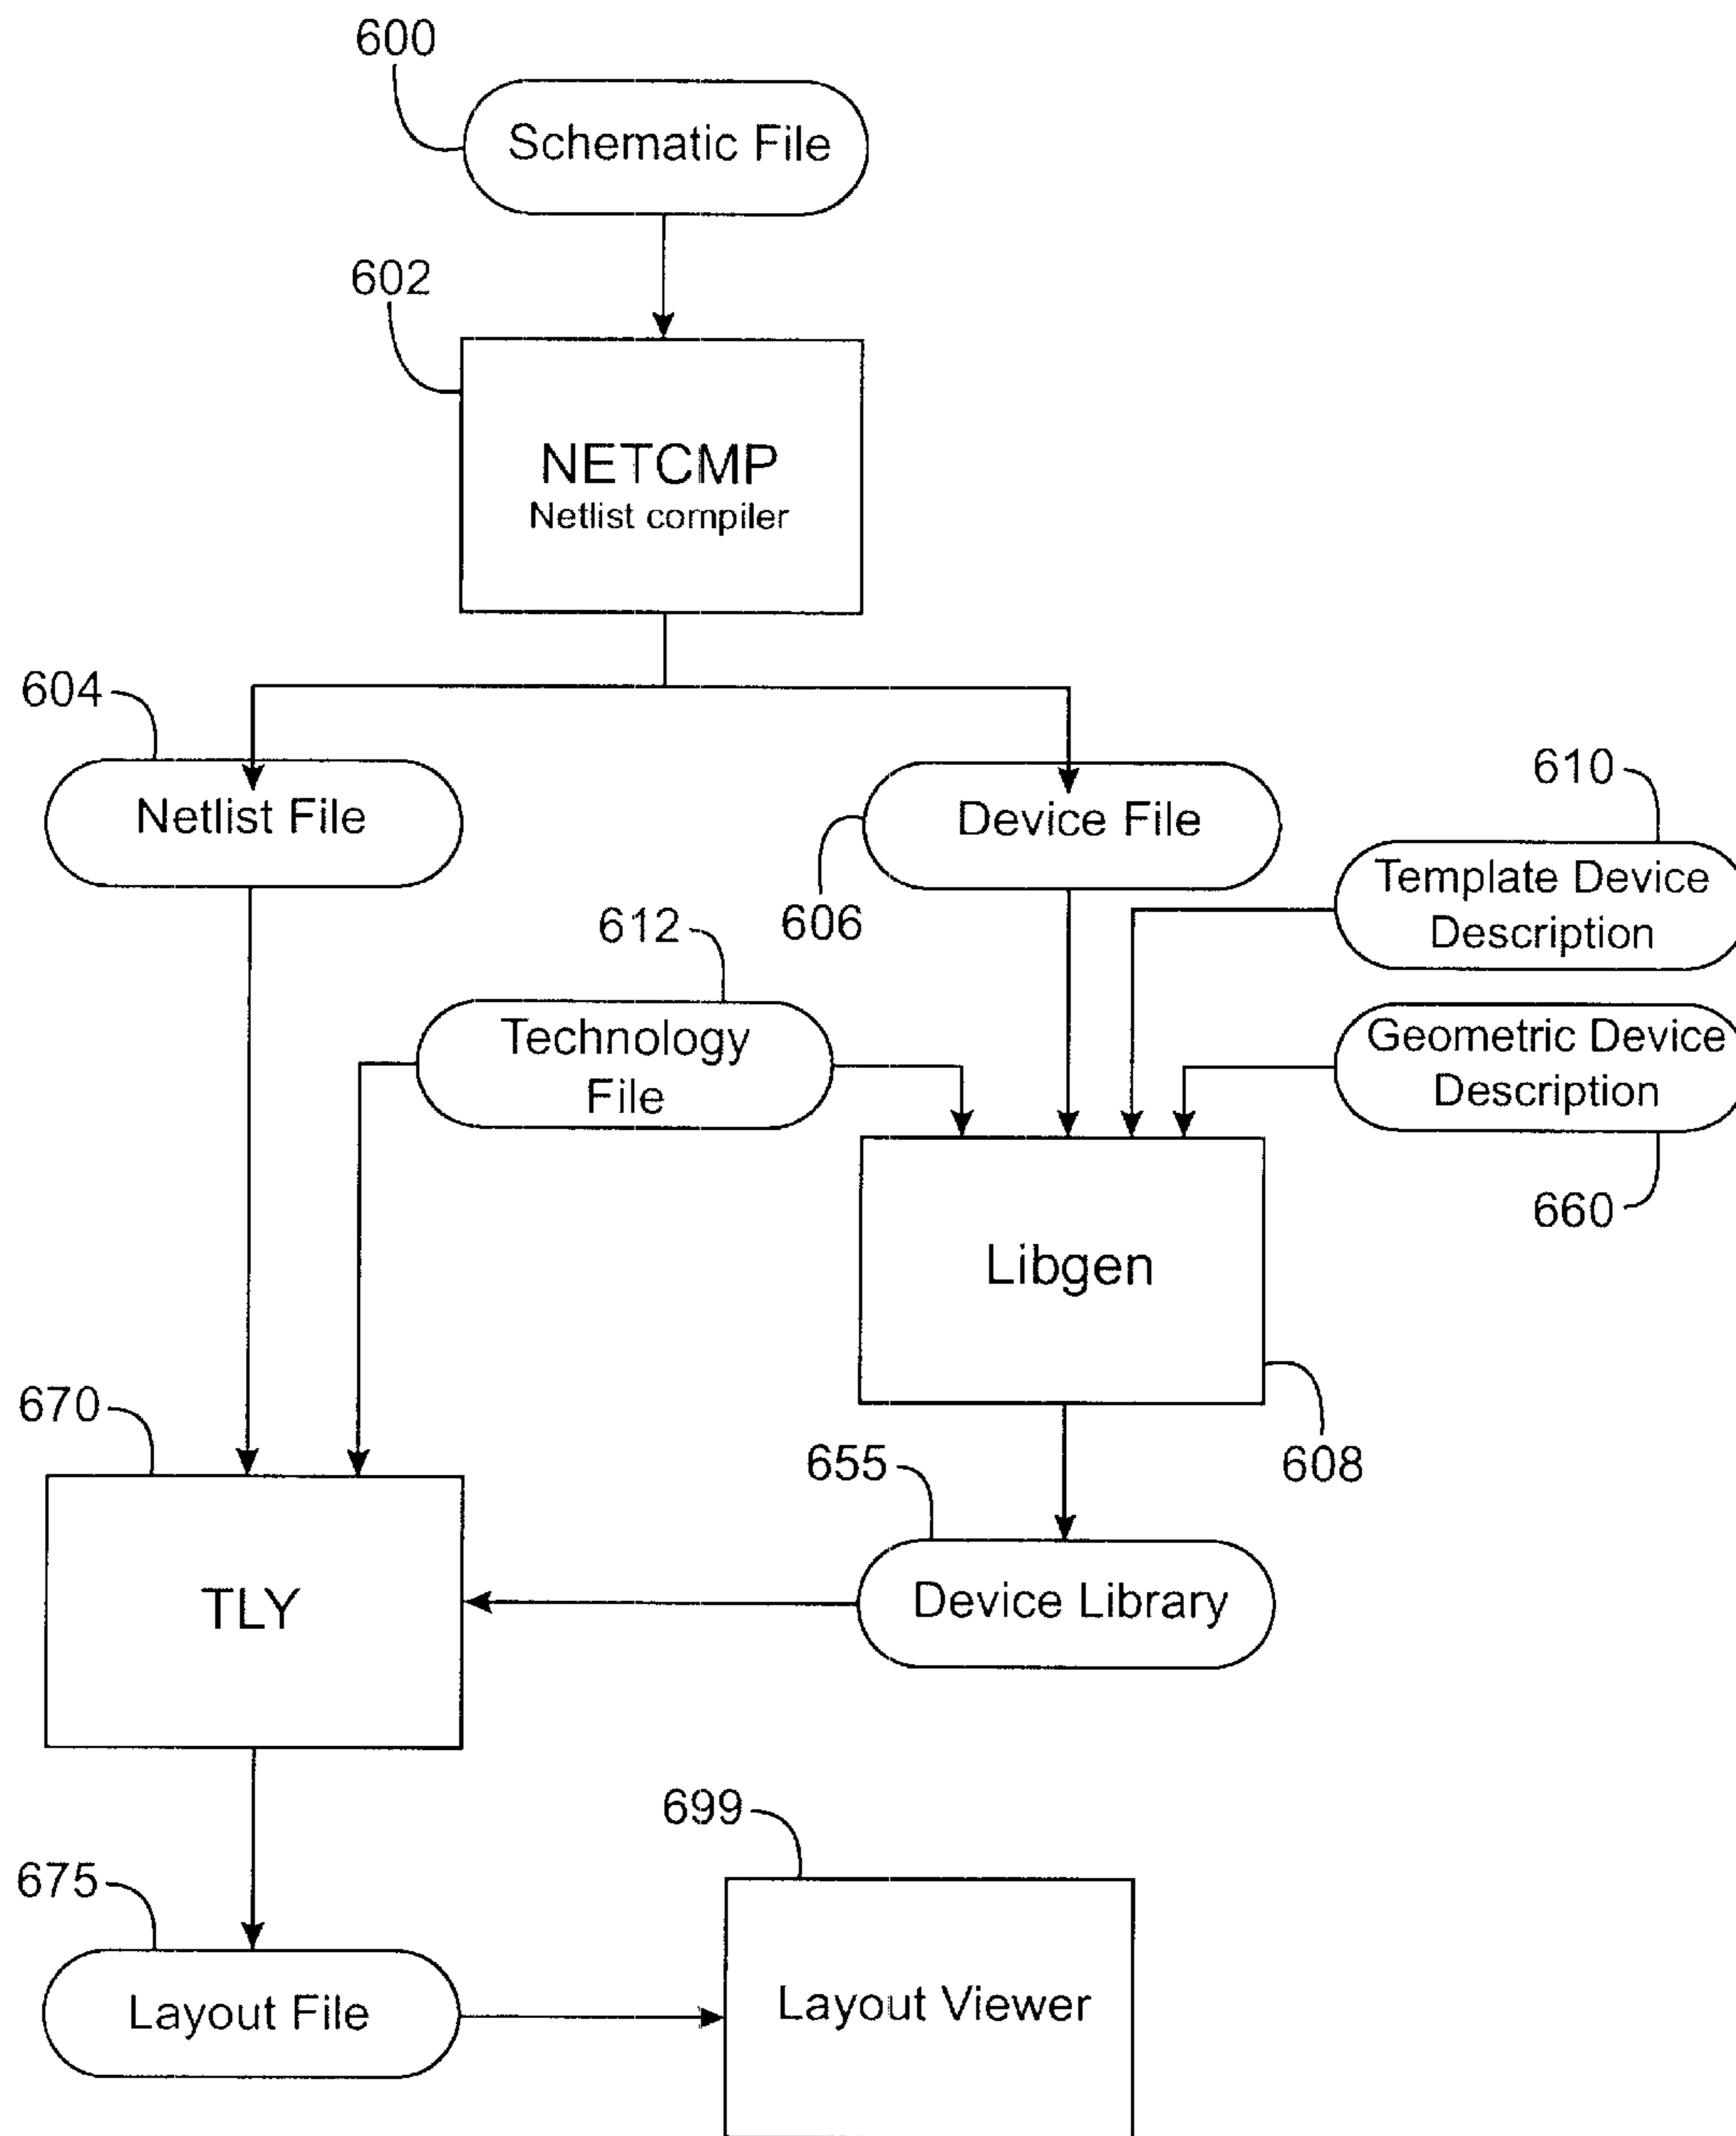 600
Schematic File
602
NETCMP
Netlist compiler
604
Netlist File
Device File
606
610
Template Device
Description
612
Technology
File
Geometric Device
Description
660
Libgen
608
670
TLY
655
Device Library
675
Layout File
699
Layout Viewer